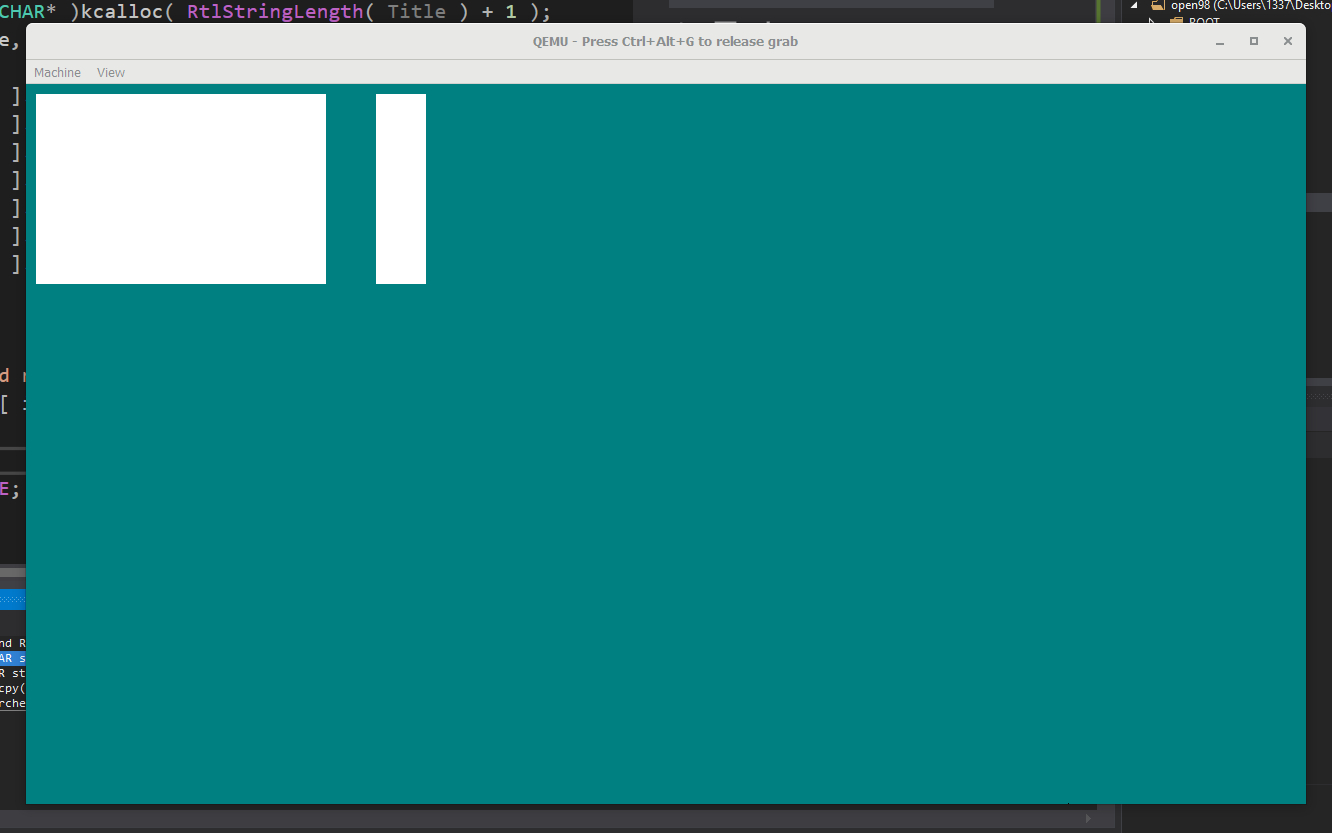 CHAR* )kcalloc( RtlStringLength( Title ) + 1 );
open98 (C:\Users\1337\Deskto
ROOT
e,
QEMU - Press Ctrl+Alt+G to release grab
Machine View
]
]
]
]
]
]
]
d
[
E;
nd R
AR s
R st
cpy(
rche